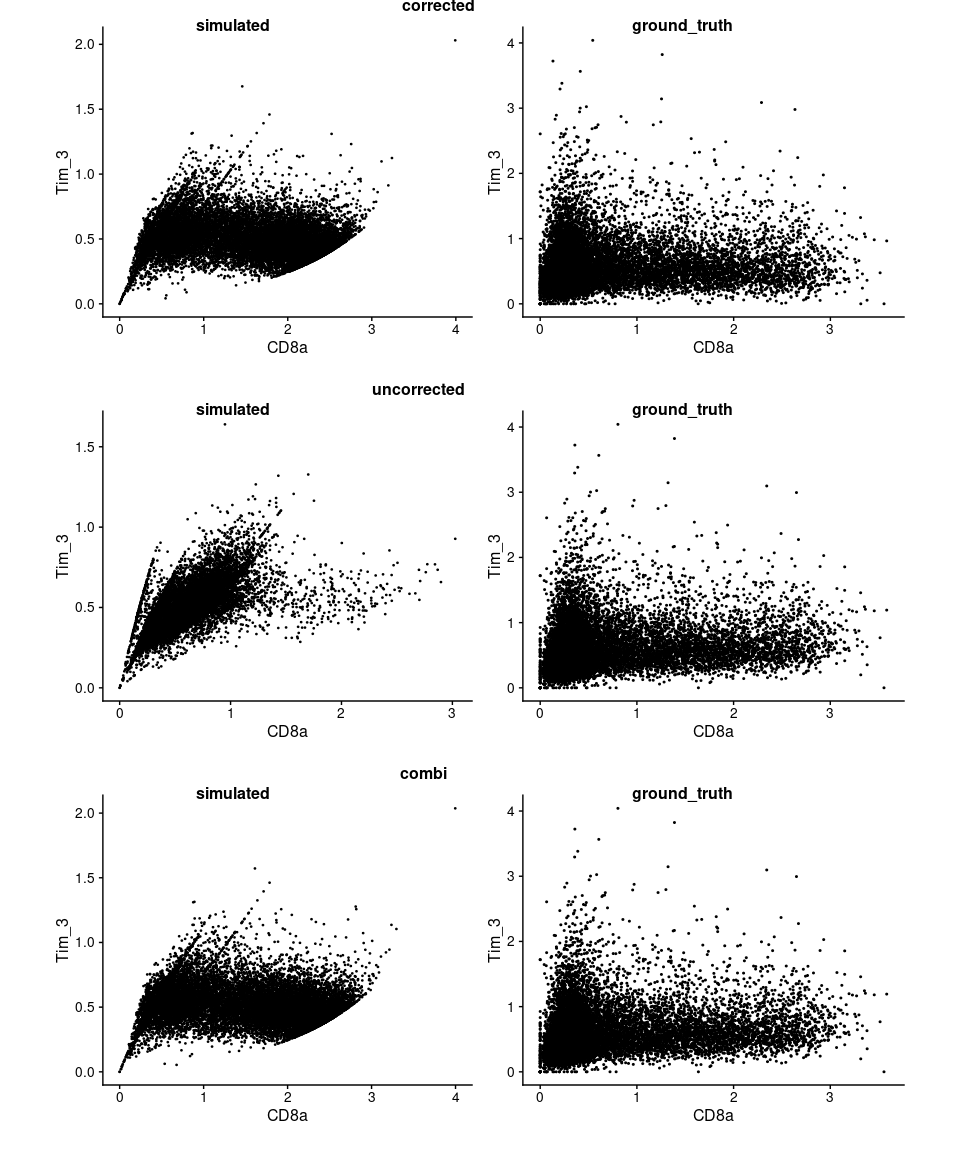 corrected
simulated
ground_truth
2.0
1.5
1.0
0.5
0.0
Tim_3
0 1 2 3 4
CD8a
4
3
2
1
0
Tim_3
0 1 2 3
CD8a
uncorrected
simulated
ground_truth
1.5
1.0
0.5
0.0
Tim_3
0 1 2 3
CD8a
4
3
2
1
0
Tim_3
0 1 2 3
CD8a
combi
simulated
ground_truth
2.0
1.5
1.0
0.5
0.0
Tim_3
0 1 2 3 4
CD8a
4
3
2
1
0
Tim_3
0 1 2 3
CD8a